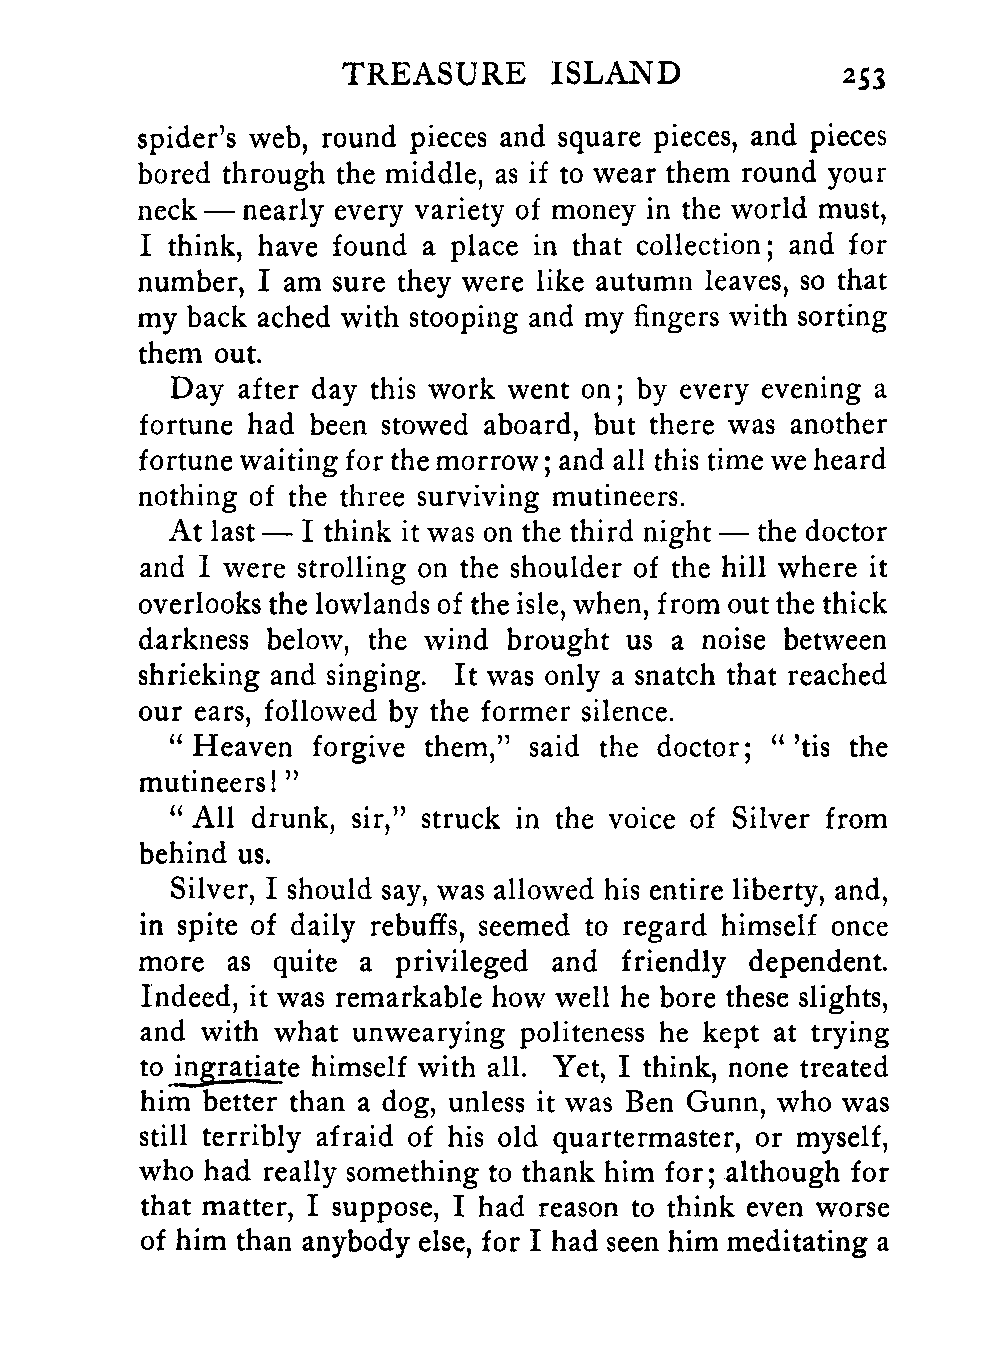 TREASURE ISLAND 253
spider's web, round pieces and square pieces, and pieces
bored through the middle, as if to wear them round your
neck — nearly every variety of money in the world must,
I think, have found a place in that collection; and for
number, I am sure they were like autumn leaves, so that
my back ached with stooping and my fingers with sorting
them out.
Day after day this work went on; by every evening a
fortune had been stowed aboard, but there was another
fortune waiting for the morrow; and all this time we heard
nothing of the three surviving mutineers.
At last — I think it was on the third night — the doctor
and I were strolling on the shoulder of the hill where it
overlooks the lowlands of the isle, when, from out the thick
darkness below, the wind brought us a noise between
shrieking and singing. It was only a snatch that reached
our ears, followed by the former silence.
" Heaven forgive them," said the doctor; " 'tis the
mutineers! "
" All drunk, sir," struck in the voice of Silver from
behind us.
Silver, I should say, was allowed his entire liberty, and,
in spite of daily rebuffs, seemed to regard himself once
more as quite a privileged and friendly dependent.
Indeed, it was remarkable how well he bore these slights,
and with what unwearying politeness he kept at trying
to ingratiate himself with all. Yet, I think, none treated
him better than a dog, unless it was Ben Gunn, who was
still terribly afraid of his old quartermaster, or myself,
who had really something to thank him for; although for
that matter, I suppose, I had reason to think even worse
of him than anybody else, for I had seen him meditating a